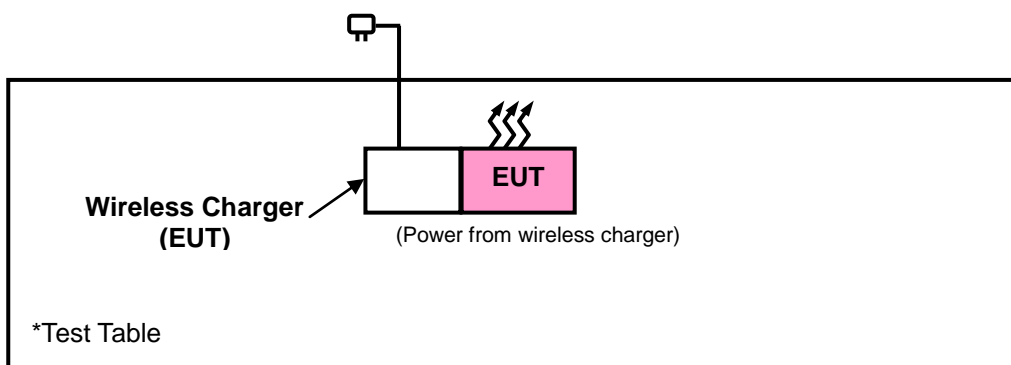 EUT
Wireless Charger
(EUT)
(Power from wireless charger)
*Test Table